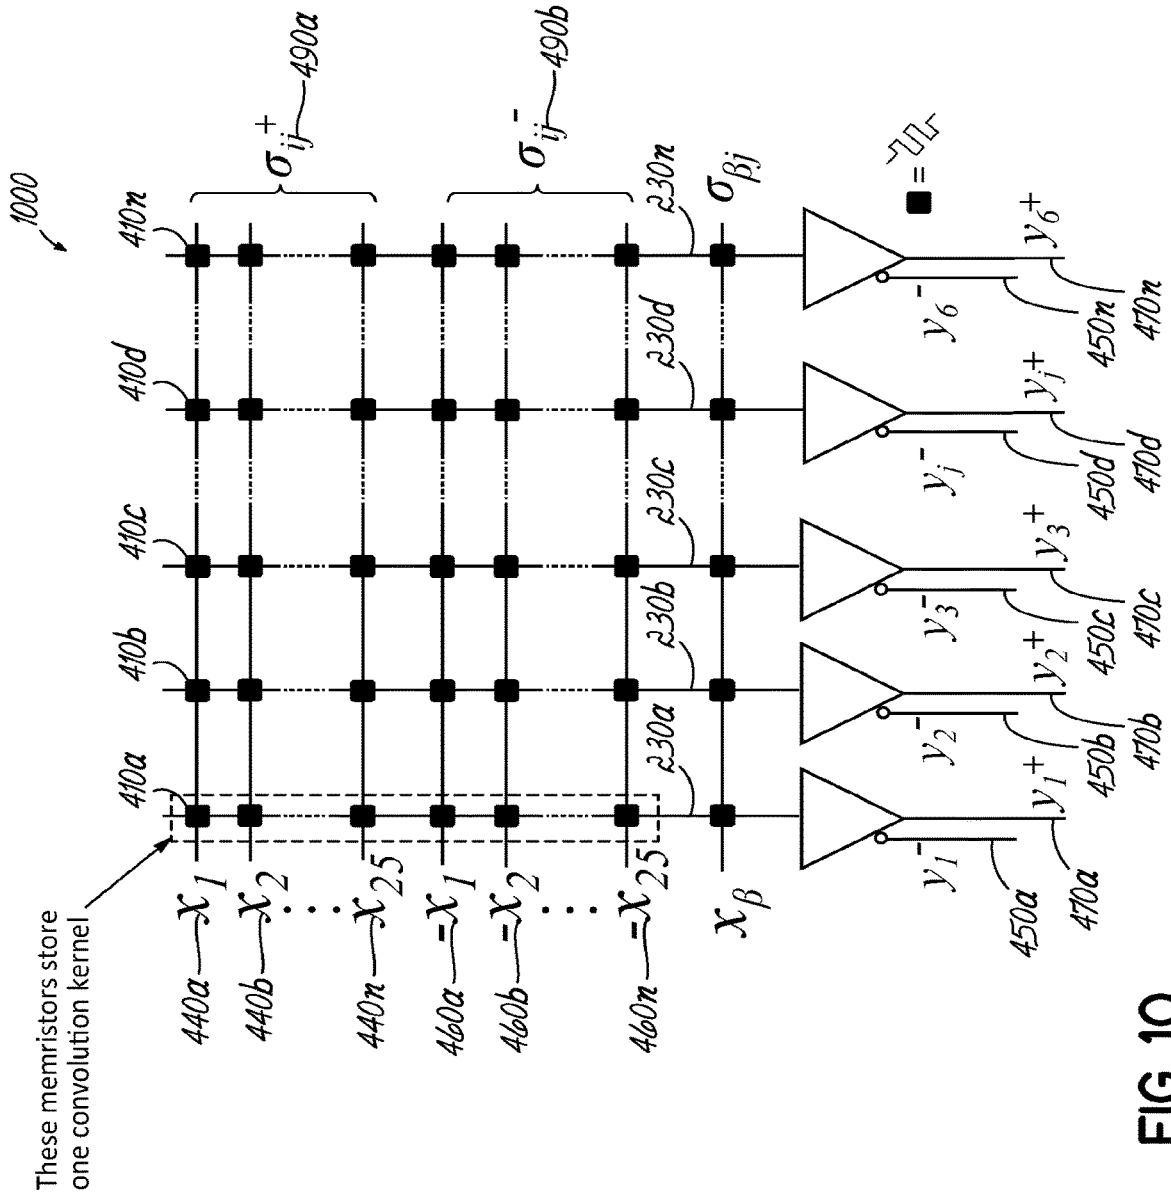 1000
410a
410b
410c
410d
410n
These memristors store
one convolution kernel
440a
x1
440b
x2
440n
x25
460a
-x1
460b
-x2
460n
-x25
σij+
490a
σij-
490b
230a
230b
230c
230d
230n
xβ
σβj
■ =
y1-
y1+
y2-
y2+
y3-
y3+
yj-
yj+
y6-
y6+
450a
470a
450b
470b
450c
470c
450d
470d
450n
470n
FIG. 10